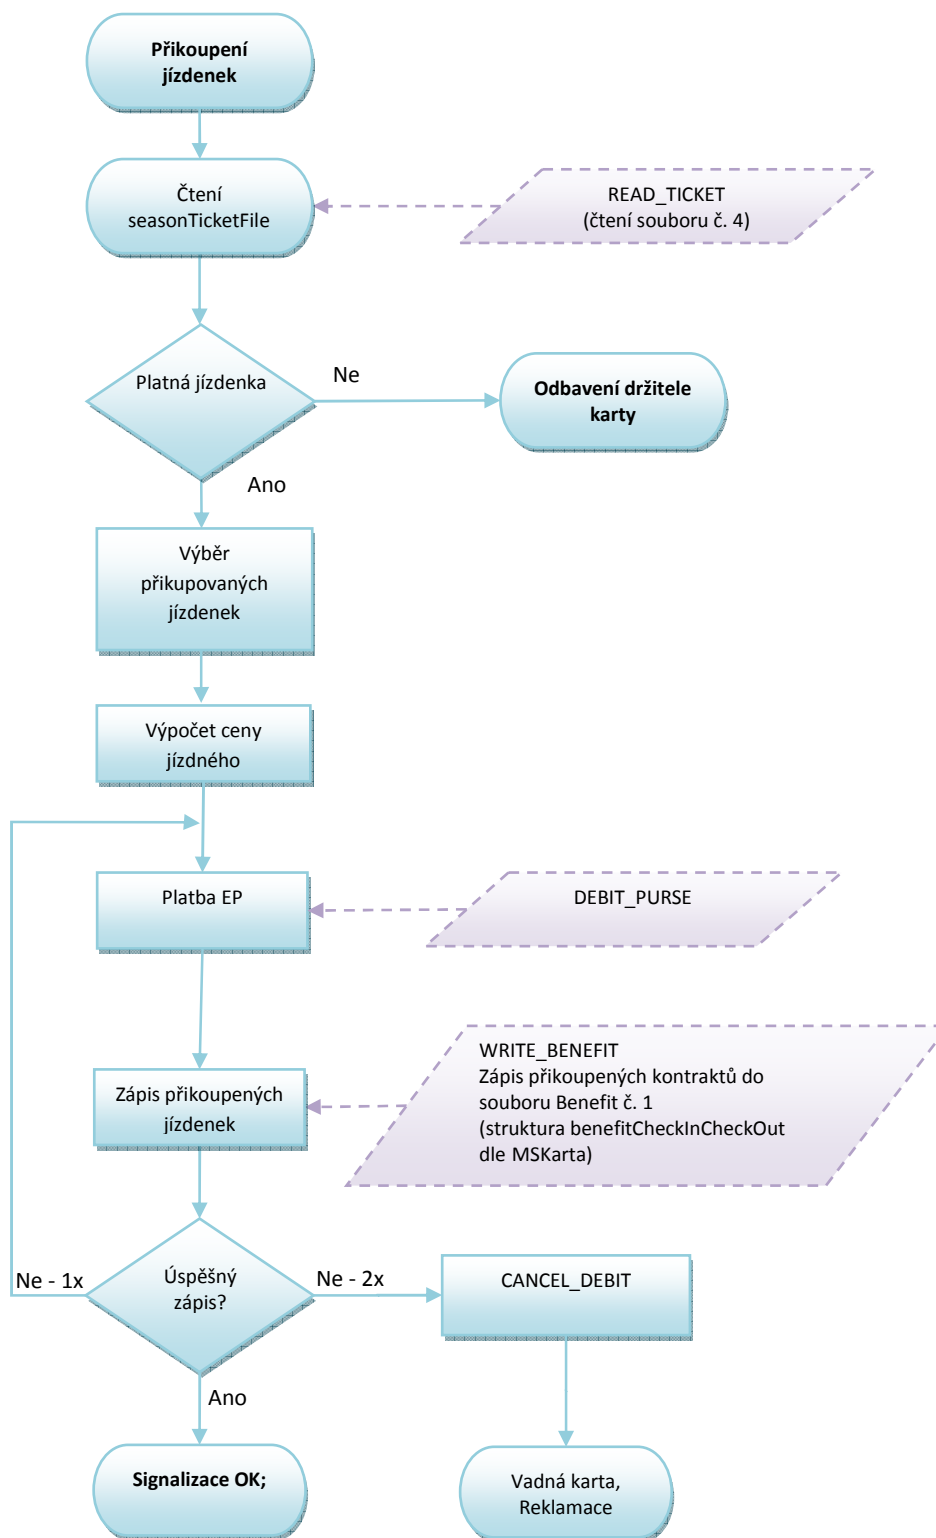 Přikoupení
jízdenek
Čtení
seasonTicketFile
READ_TICKET
(čtení souboru č. 4)
Platná jízdenka
Ne
Odbavení držitele
karty
Ano
Výběr
přikupovaných
jízdenek
Výpočet ceny
jízdného
Platba EP
DEBIT_PURSE
WRITE_BENEFIT
Zápis přikoupených kontraktů do
souboru Benefit č. 1
(struktura benefitCheckInCheckOut
dle MSKarta)
Zápis přikoupených
jízdenek
Ne - 1x
Úspěšný
zápis?
Ne - 2x
CANCEL_DEBIT
Ano
Signalizace OK;
Vadná karta,
Reklamace